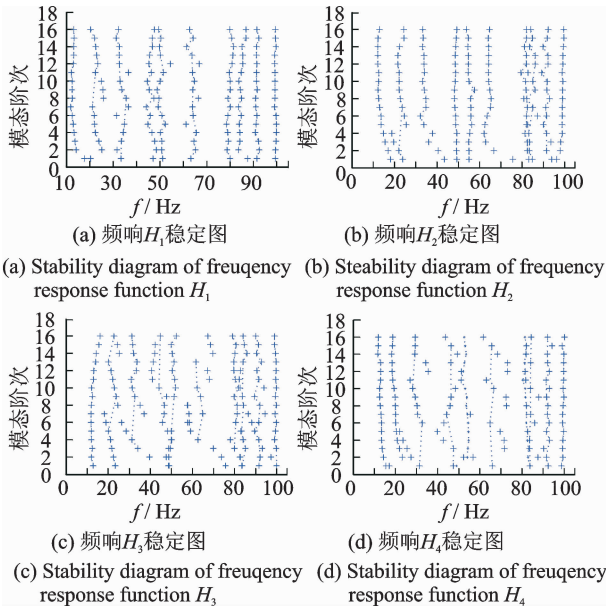 18
16
14
12
10
8
6
4
2
0
模态阶次
10 30 50 70 90
f / Hz
(a) 频响H1稳定图
(a) Stability diagram of freuqency
response function H1
18
16
14
12
10
8
6
4
2
0
模态阶次
0 20 40 60 80 100
f / Hz
(b) 频响H2稳定图
(b) Steability diagram of frequency
response function H2
18
16
14
12
10
8
6
4
2
0
模态阶次
0 20 40 60 80 100
f / Hz
(c) 频响H3稳定图
(c) Stability diagram of freuqency
response function H3
18
16
14
12
10
8
6
4
2
0
模态阶次
0 20 40 60 80 100
f / Hz
(d) 频响H4稳定图
(d) Stability diagram of freuqency
response function H4